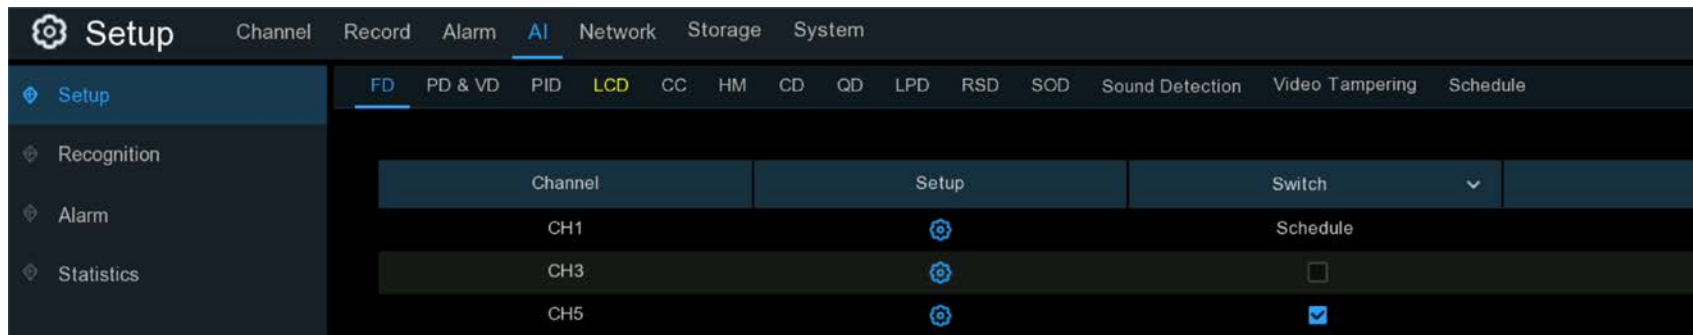 Setup Channel Record Alarm AI Network Storage System
Setup
FD PD & VD PID LCD CC HM CD QD LPD RSD SOD Sound Detection Video Tampering Schedule
Recognition
Alarm
Statistics
Channel Setup Switch
CH1 Schedule
CH3
CH5